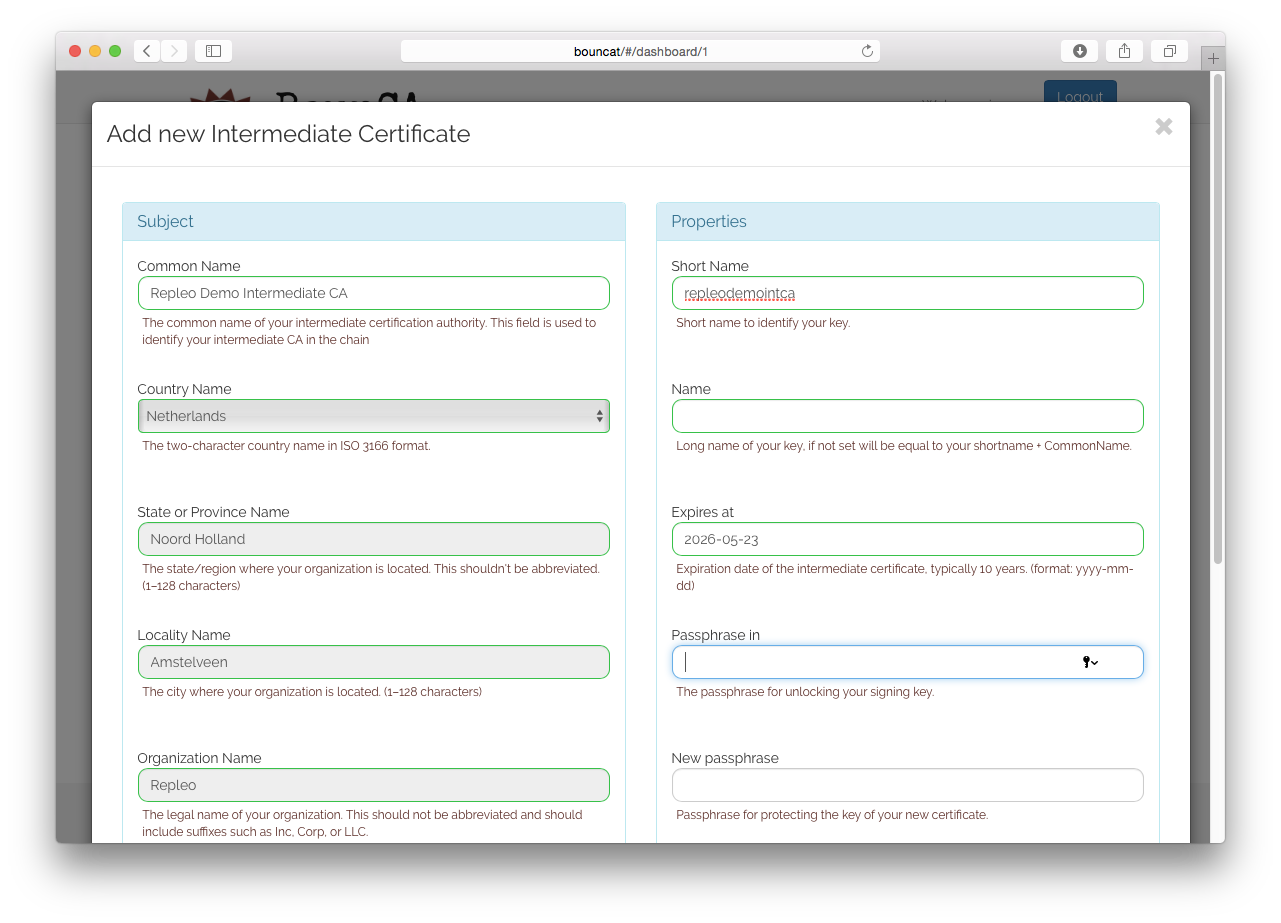 bouncat/#/dashboard/1
Logout
Add new Intermediate Certificate
Subject
Common Name
Repleo Demo Intermediate CA
The common name of your intermediate certification authority. This field is used to
identify your intermediate CA in the chain
Country Name
Netherlands
The two-character country name in ISO 3166 format.
State or Province Name
Noord Holland
The state/region where your organization is located. This shouldn't be abbreviated.
(1–128 characters)
Locality Name
Amstelveen
The city where your organization is located. (1–128 characters)
Organization Name
Repleo
The legal name of your organization. This should not be abbreviated and should
include suffixes such as Inc, Corp, or LLC.
Properties
Short Name
repleodemointca
Short name to identify your key.
Name
Long name of your key, if not set will be equal to your shortname + CommonName.
Expires at
2026-05-23
Expiration date of the intermediate certificate, typically 10 years. (format: yyyy-mm-
dd)
Passphrase in
The passphrase for unlocking your signing key.
New passphrase
Passphrase for protecting the key of your new certificate.